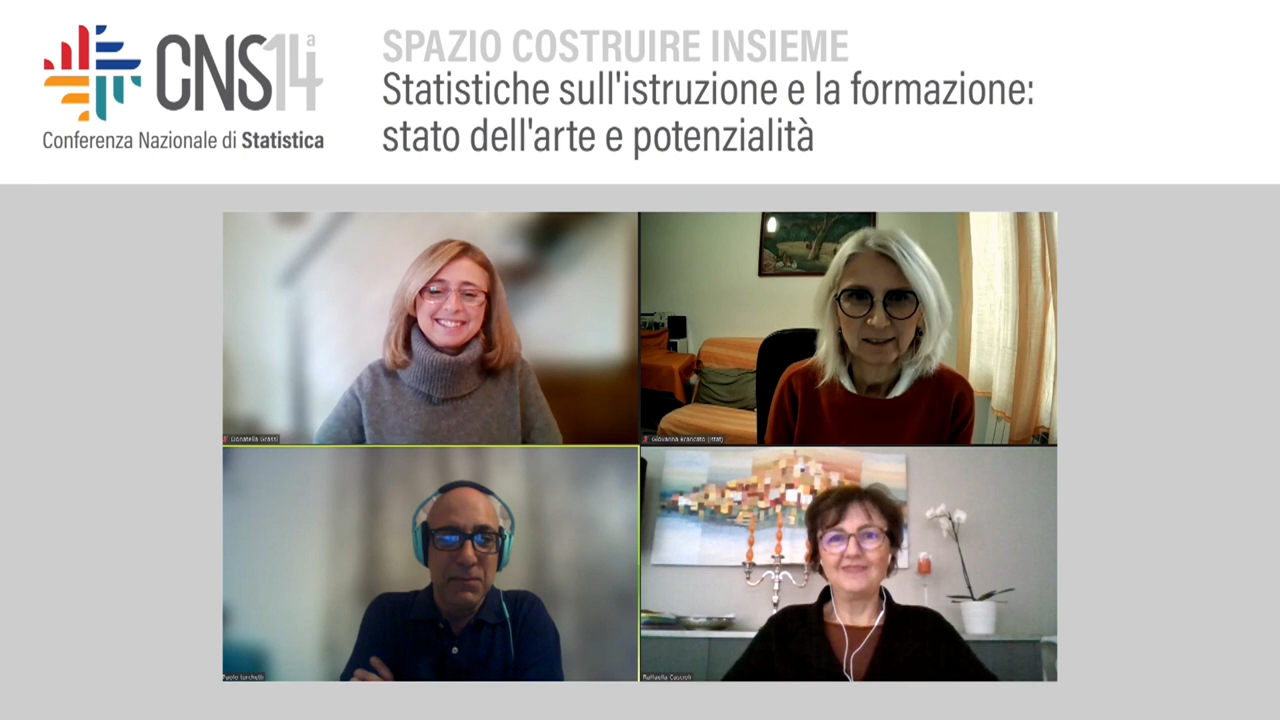 CNS14ª
Conferenza Nazionale di Statistica
SPAZIO COSTRUIRE INSIEME
Statistiche sull'istruzione e la formazione:
stato dell'arte e potenzialità
Donatella Grassi
Giovanna Brancato (Istat)
Paolo Turchetti
Raffaella Cascioli